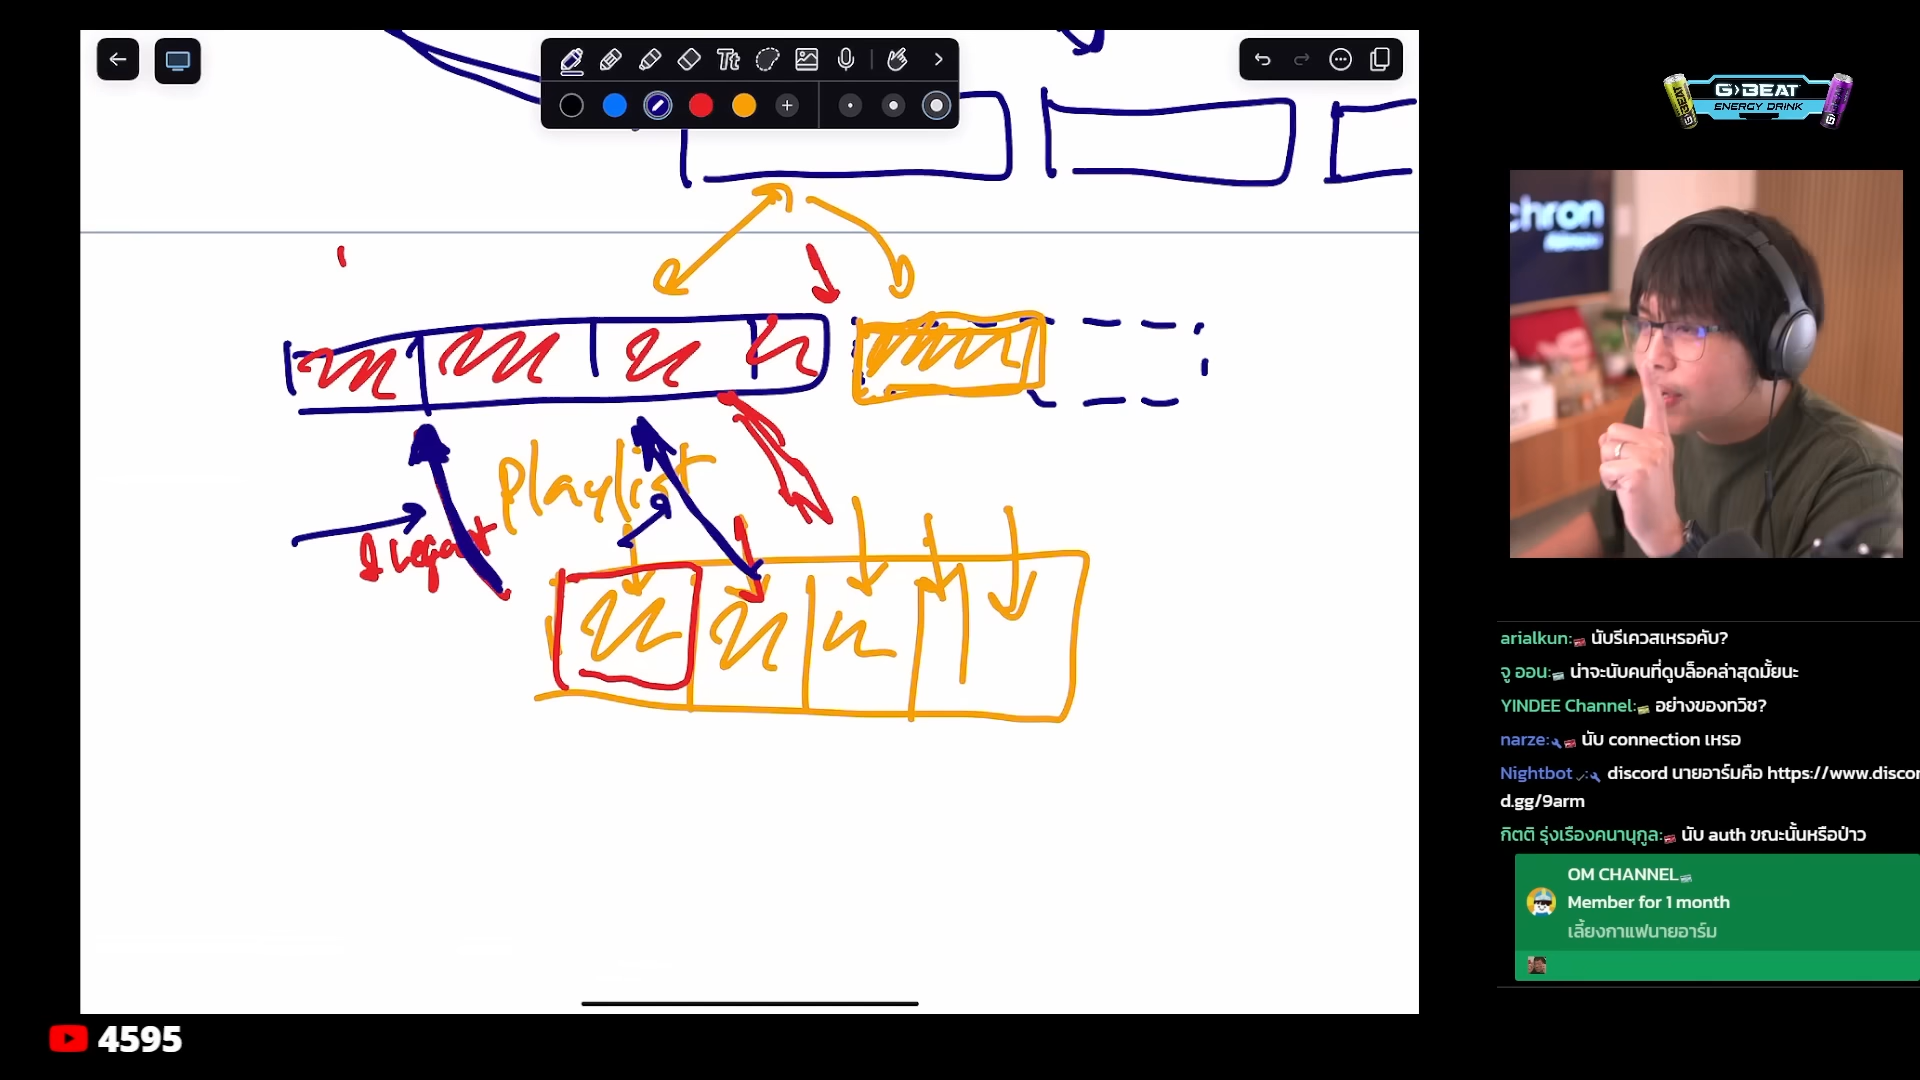 Tt
G>BEAT
ENERGY DRINK
chron
Playlist
arialkun: นับรีเควสเหรอคับ?
จู ออน: น่าจะนับคนที่ดูบล็อคล่าสุดมั้ยนะ
YINDEE Channel: อย่างของทวิช?
narze: นับ connection เหรอ
Nightbot: discord นายอาร์มคือ https://www.discor
d.gg/9arm
กิตติ รุ่งเรืองคนานุกูล: นับ auth ขณะนั้นหรือป่าว
OM CHANNEL
Member for 1 month
เลี้ยงกาแฟนายอาร์ม
4595